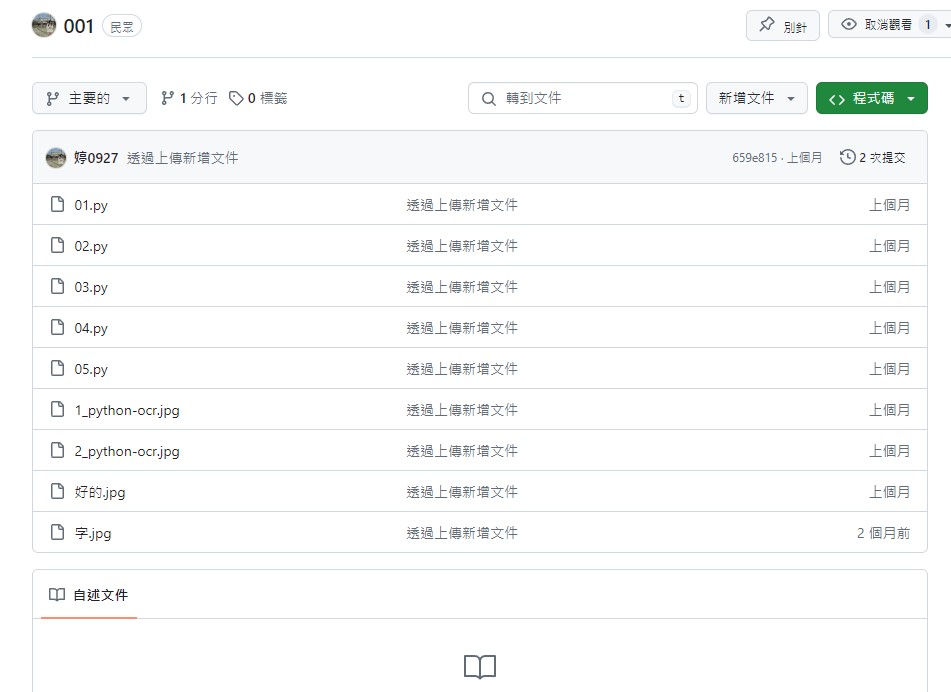 001 民眾 別針 取消觀看 1
主要的 1 分行 0 標籤 轉到文件 t 新增文件 程式碼
婷0927 透過上傳新增文件 659e815 · 上個月 2 次提交
01.py 透過上傳新增文件 上個月
02.py 透過上傳新增文件 上個月
03.py 透過上傳新增文件 上個月
04.py 透過上傳新增文件 上個月
05.py 透過上傳新增文件 上個月
1_python-ocr.jpg 透過上傳新增文件 上個月
2_python-ocr.jpg 透過上傳新增文件 上個月
好的.jpg 透過上傳新增文件 上個月
字.jpg 透過上傳新增文件 2 個月前
自述文件